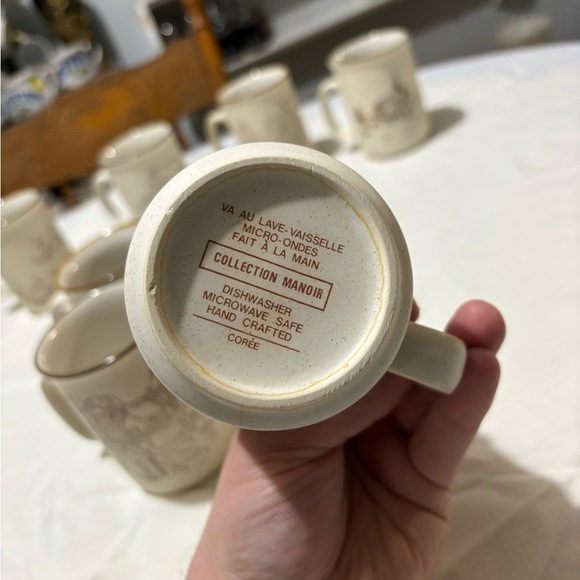 VA AU LAVE-VAISSELLE
MICRO-ONDES
FAIT À LA MAIN
COLLECTION MANOIR
DISHWASHER
MICROWAVE SAFE
HAND CRAFTED
CORÉE